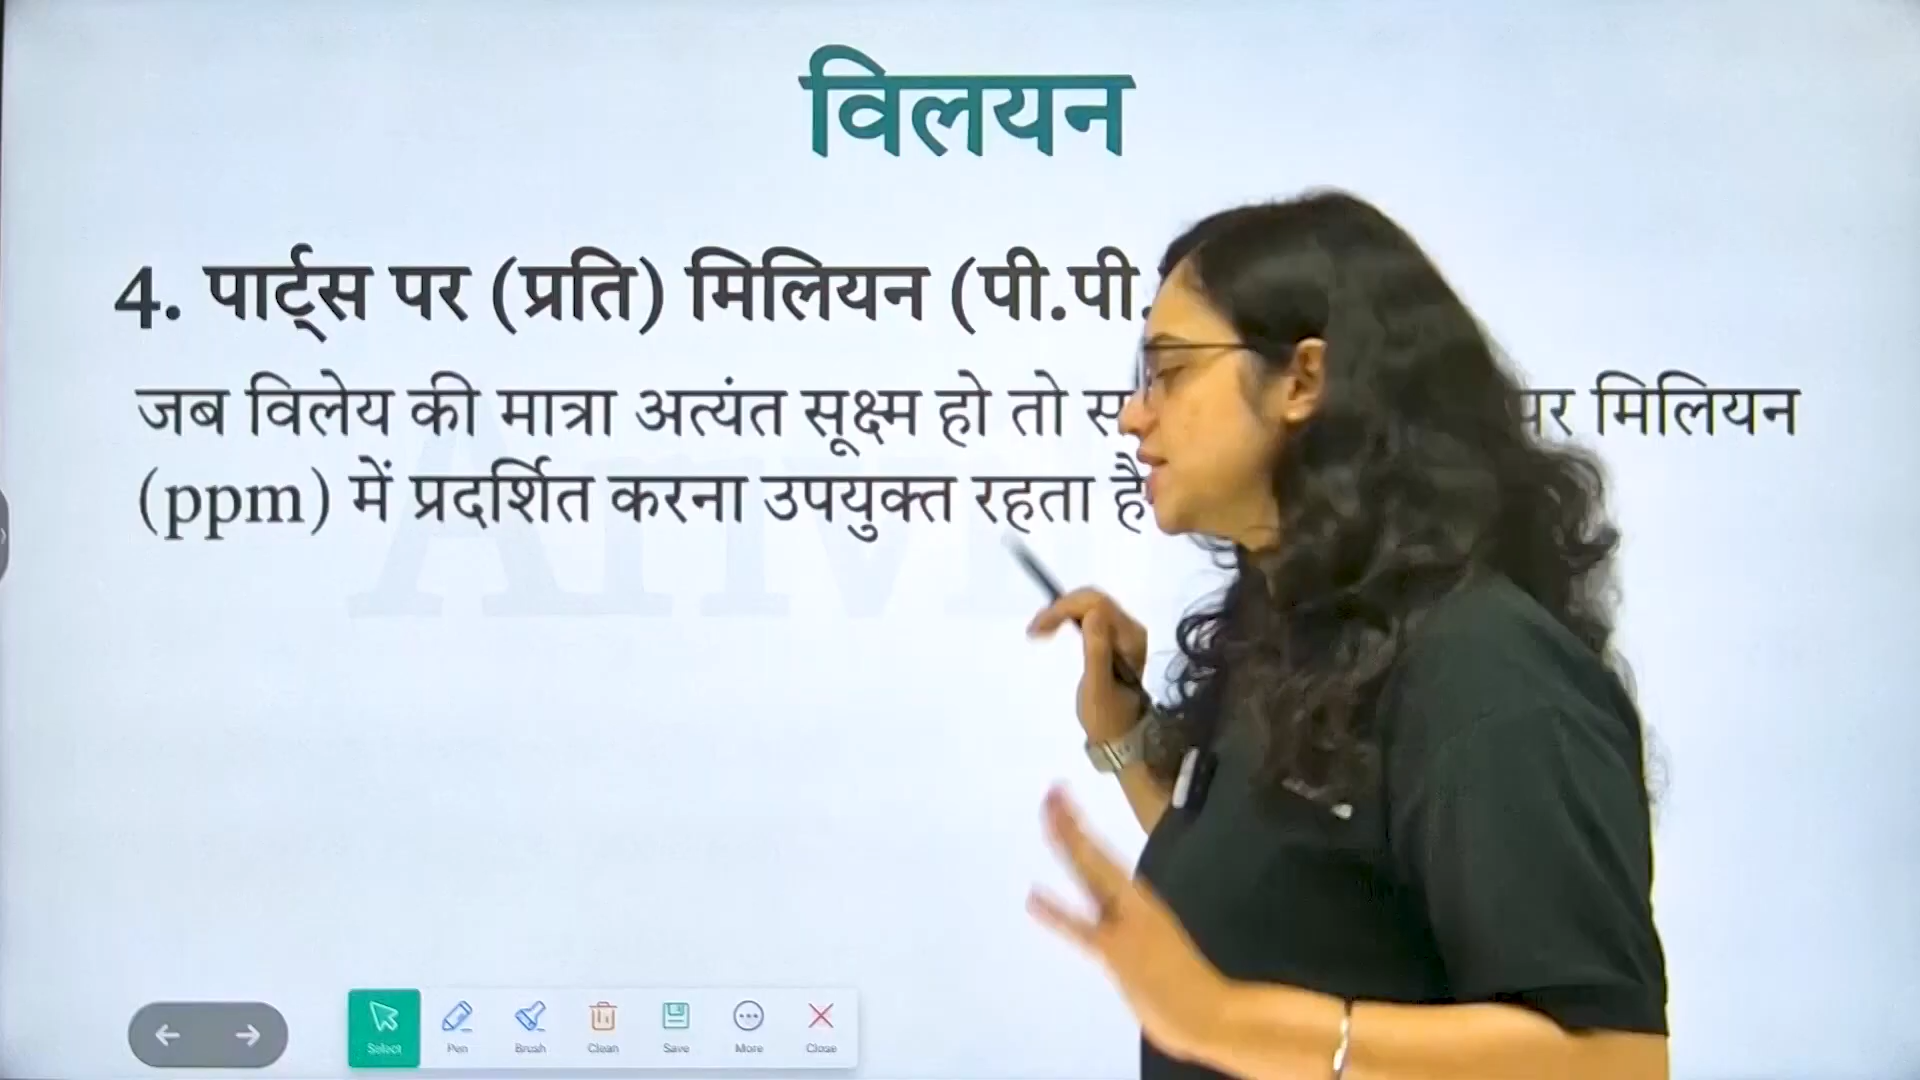 विलयन
4. पार्ट्स पर (प्रति) मिलियन (पी.पी.
जब विलेय की मात्रा अत्यंत सूक्ष्म हो तो पर मिलियन
(ppm) में प्रदर्शित करना उपयुक्त रहता है
Select Pen Brush Clean Save More Close